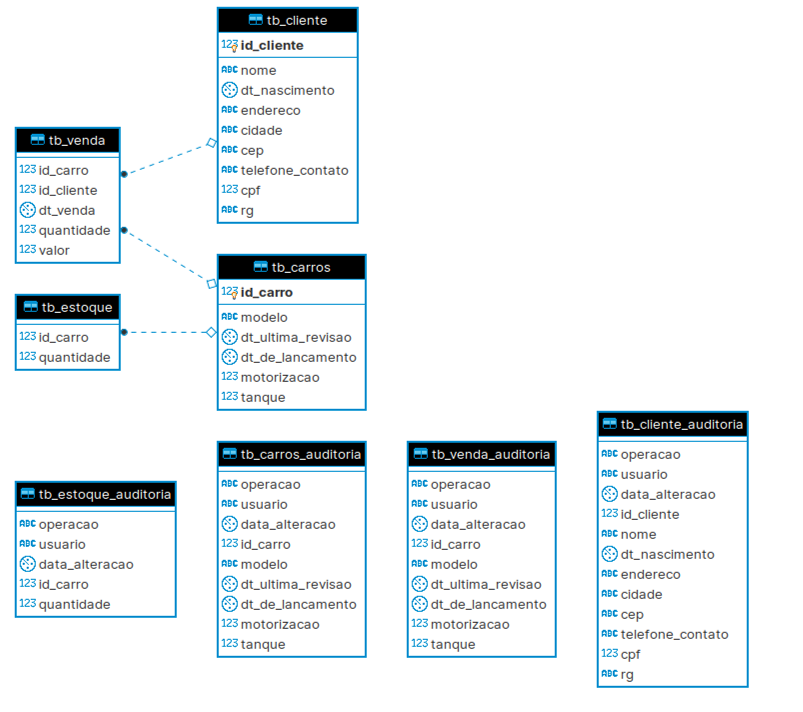 tb_cliente
123 id_cliente
ABC nome
dt_nascimento
ABC endereco
ABC cidade
ABC cep
ABC telefone_contato
123 cpf
ABC rg
tb_venda
123 id_carro
123 id_cliente
dt_venda
123 quantidade
123 valor
tb_carros
123 id_carro
ABC modelo
dt_ultima_revisao
dt_de_lancamento
123 motorizacao
123 tanque
tb_estoque
123 id_carro
123 quantidade
tb_estoque_auditoria
ABC operacao
ABC usuario
data_alteracao
123 id_carro
123 quantidade
tb_carros_auditoria
ABC operacao
ABC usuario
data_alteracao
123 id_carro
ABC modelo
dt_ultima_revisao
dt_de_lancamento
123 motorizacao
123 tanque
tb_venda_auditoria
ABC operacao
ABC usuario
data_alteracao
123 id_carro
ABC modelo
dt_ultima_revisao
dt_de_lancamento
123 motorizacao
123 tanque
tb_cliente_auditoria
ABC operacao
ABC usuario
data_alteracao
123 id_cliente
ABC nome
dt_nascimento
ABC endereco
ABC cidade
ABC cep
ABC telefone_contato
123 cpf
ABC rg